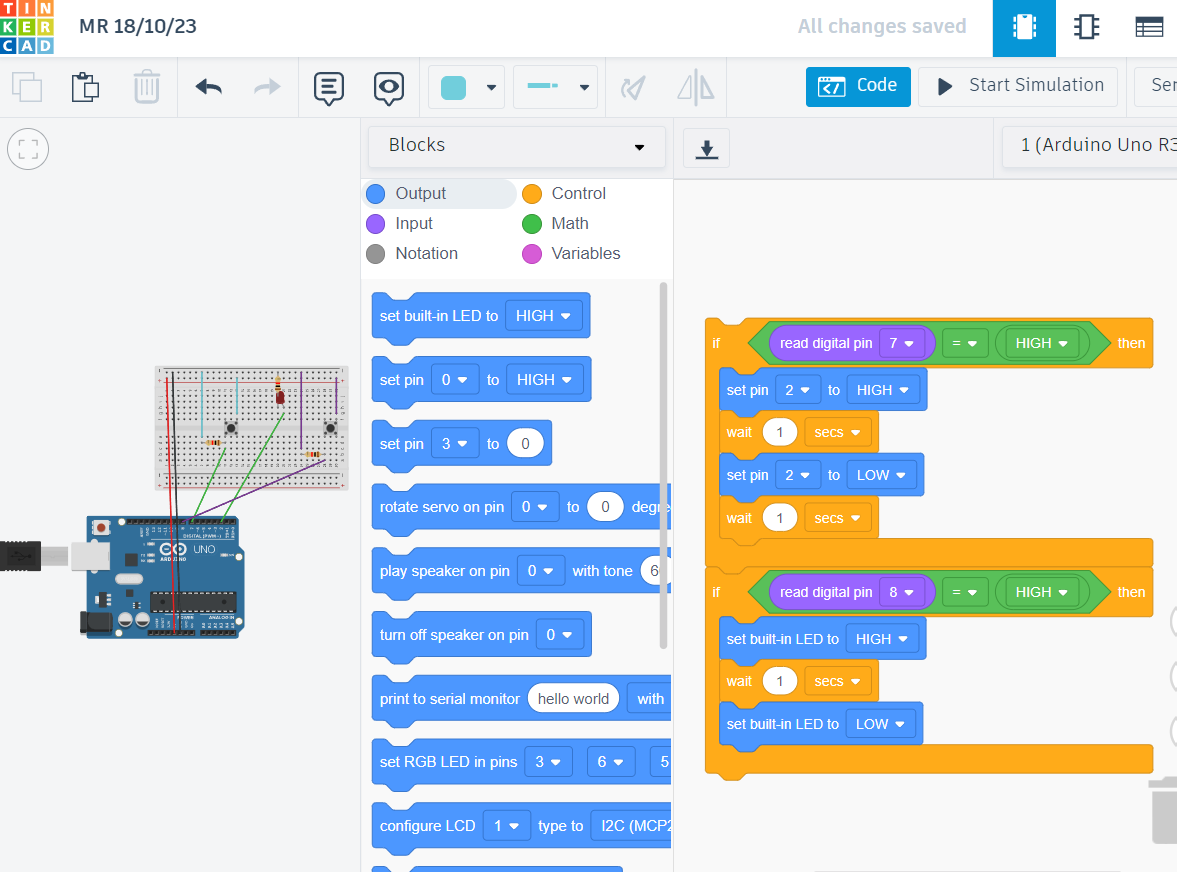 TIN
KER
CAD
MR 18/10/23
All changes saved
Code
Start Simulation
Ser
Blocks
1 (Arduino Uno R3
Output
Control
Input
Math
Notation
Variables
set built-in LED to HIGH
set pin 0 to HIGH
set pin 3 to 0
rotate servo on pin 0 to 0 degre
play speaker on pin 0 with tone 6
turn off speaker on pin 0
print to serial monitor hello world with
set RGB LED in pins 3 6 5
configure LCD 1 type to I2C (MCP2
if read digital pin 7 = HIGH then
set pin 2 to HIGH
wait 1 secs
set pin 2 to LOW
wait 1 secs
if read digital pin 8 = HIGH then
set built-in LED to HIGH
wait 1 secs
set built-in LED to LOW
DIGITAL (PWM~)
UNO
ARDUINO
POWER
ANALOG IN